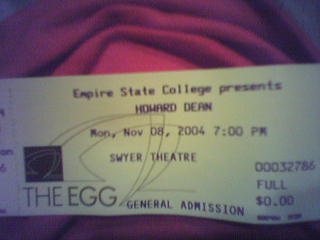 Empire State College presents
HOWARD DEAN
Mon, Nov 08, 2004 7:00 PM
SWYER THEATRE
00032786
FULL
THE EGG
GENERAL ADMISSION
$0.00